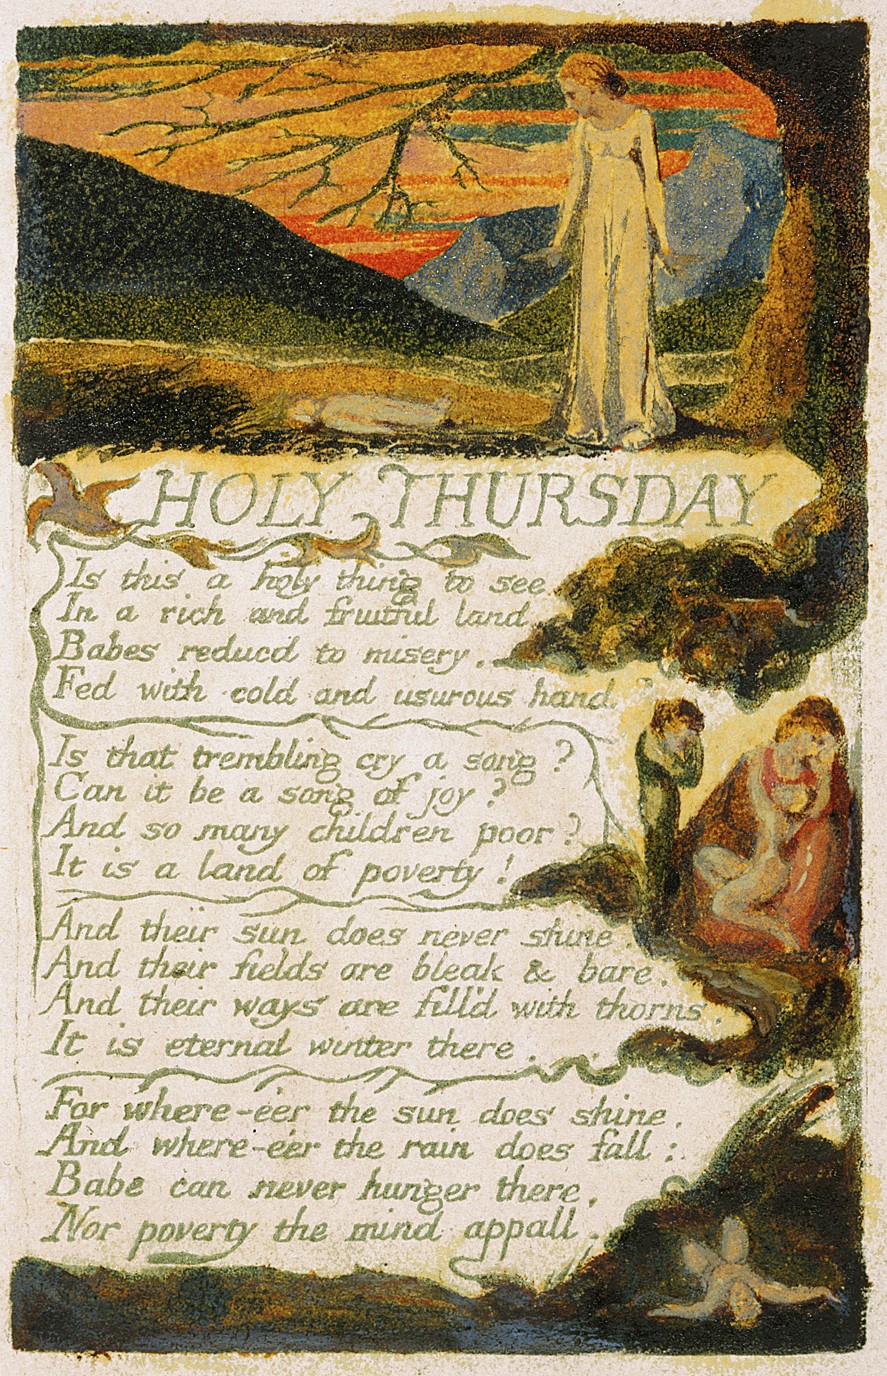 HOLY THURSDAY
Is this a holy thing to see.
In a rich and fruitful land.
Babes reducd to misery.
Fed with cold and usurous hand.
Is that trembling cry a song?
Can it be a song of joy?
And so many children poor?
It is a land of poverty!
And their sun does never shine.
And their fields are bleak & bare.
And their ways are fill'd with thorns.
It is eternal winter there.
For where-e'er the sun does shine.
And where-e'er the rain does fall:
Babe can never hunger there,
Nor poverty the mind appall.